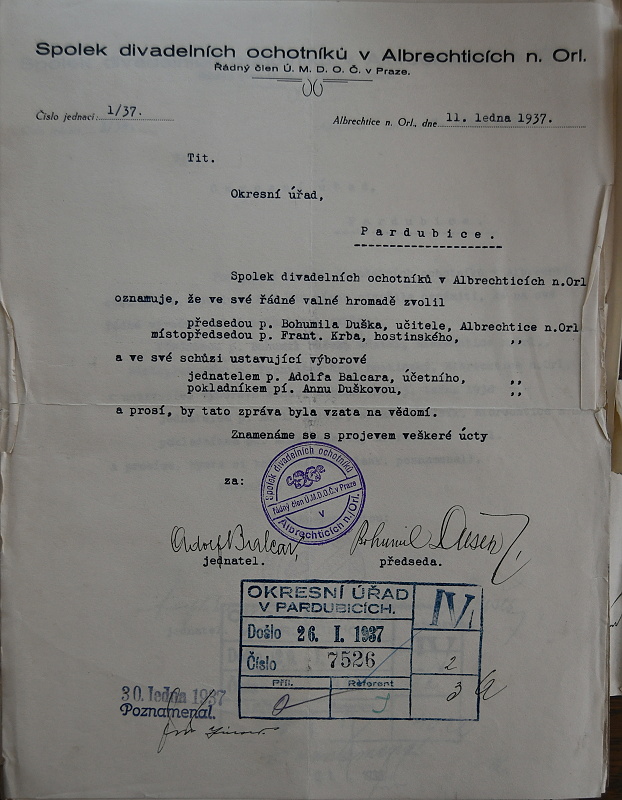 Spolek divadelních ochotníků v Albrechticích n. Orl.
Řádný člen Ú. M. D. O. Č. v Praze.
Číslo jednací: 1/37.
Albrechtice n. Orl., dne 11. ledna 1937.
Tit.
Okresní úřad,
Pardubice.
Spolek divadelních ochotníků v Albrechticích n.Orl
oznamuje, že ve své řádné valné hromadě zvolil
předsedou p. Bohumila Duška, učitele, Albrechtice n.Orl
místopředsedou p. Frant. Krba, hostinského, ,,
a ve své schůzi ustavující výborové
jednatelem p. Adolfa Balcara, účetního, ,,
pokladníkem pí. Annu Duškovou, ,,
a prosí, by tato zpráva byla vzata na vědomí.
Znamenáme se s projevem veškeré úcty
za:
Spolek divadelních ochotníků
řádný člen Ú.M.D.O.Č. v Praze
v
Albrechticích n. Orl.
Adolf Balcar
Bohumil Dušek
jednatel.
předseda.
OKRESNÍ ÚŘAD
V PARDUBICÍCH.
IV.
Došlo 26. I. 1937
Číslo 7526
2
Příl.
Referent
3
30. ledna 1937
Poznamenal.